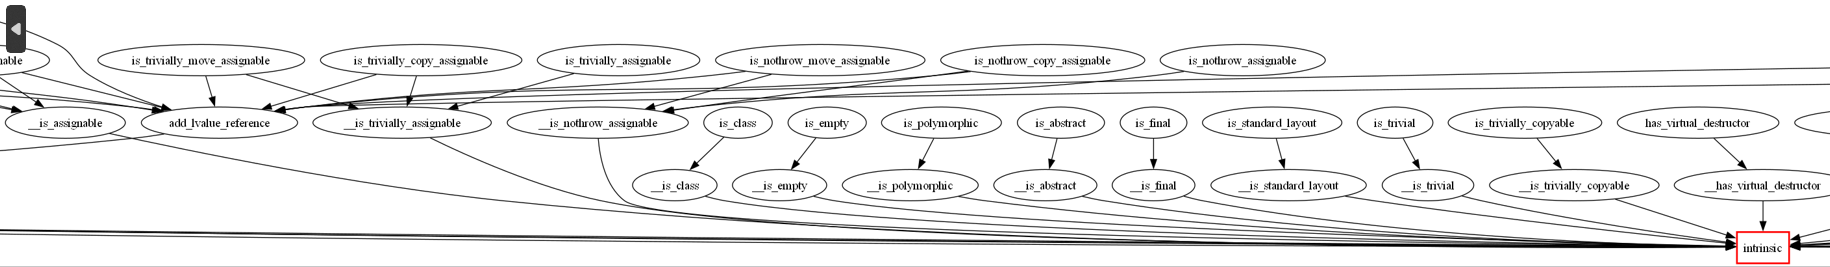 nable
is_trivially_move_assignable
is_trivially_copy_assignable
is_trivially_assignable
is_nothrow_move_assignable
is_nothrow_copy_assignable
is_nothrow_assignable
__is_assignable
add_lvalue_reference
__is_trivially_assignable
__is_nothrow_assignable
is_class
is_empty
is_polymorphic
is_abstract
is_final
is_standard_layout
is_trivial
is_trivially_copyable
has_virtual_destructor
__is_class
__is_empty
__is_polymorphic
__is_abstract
__is_final
__is_standard_layout
__is_trivial
__is_trivially_copyable
__has_virtual_destructor
intrinsic